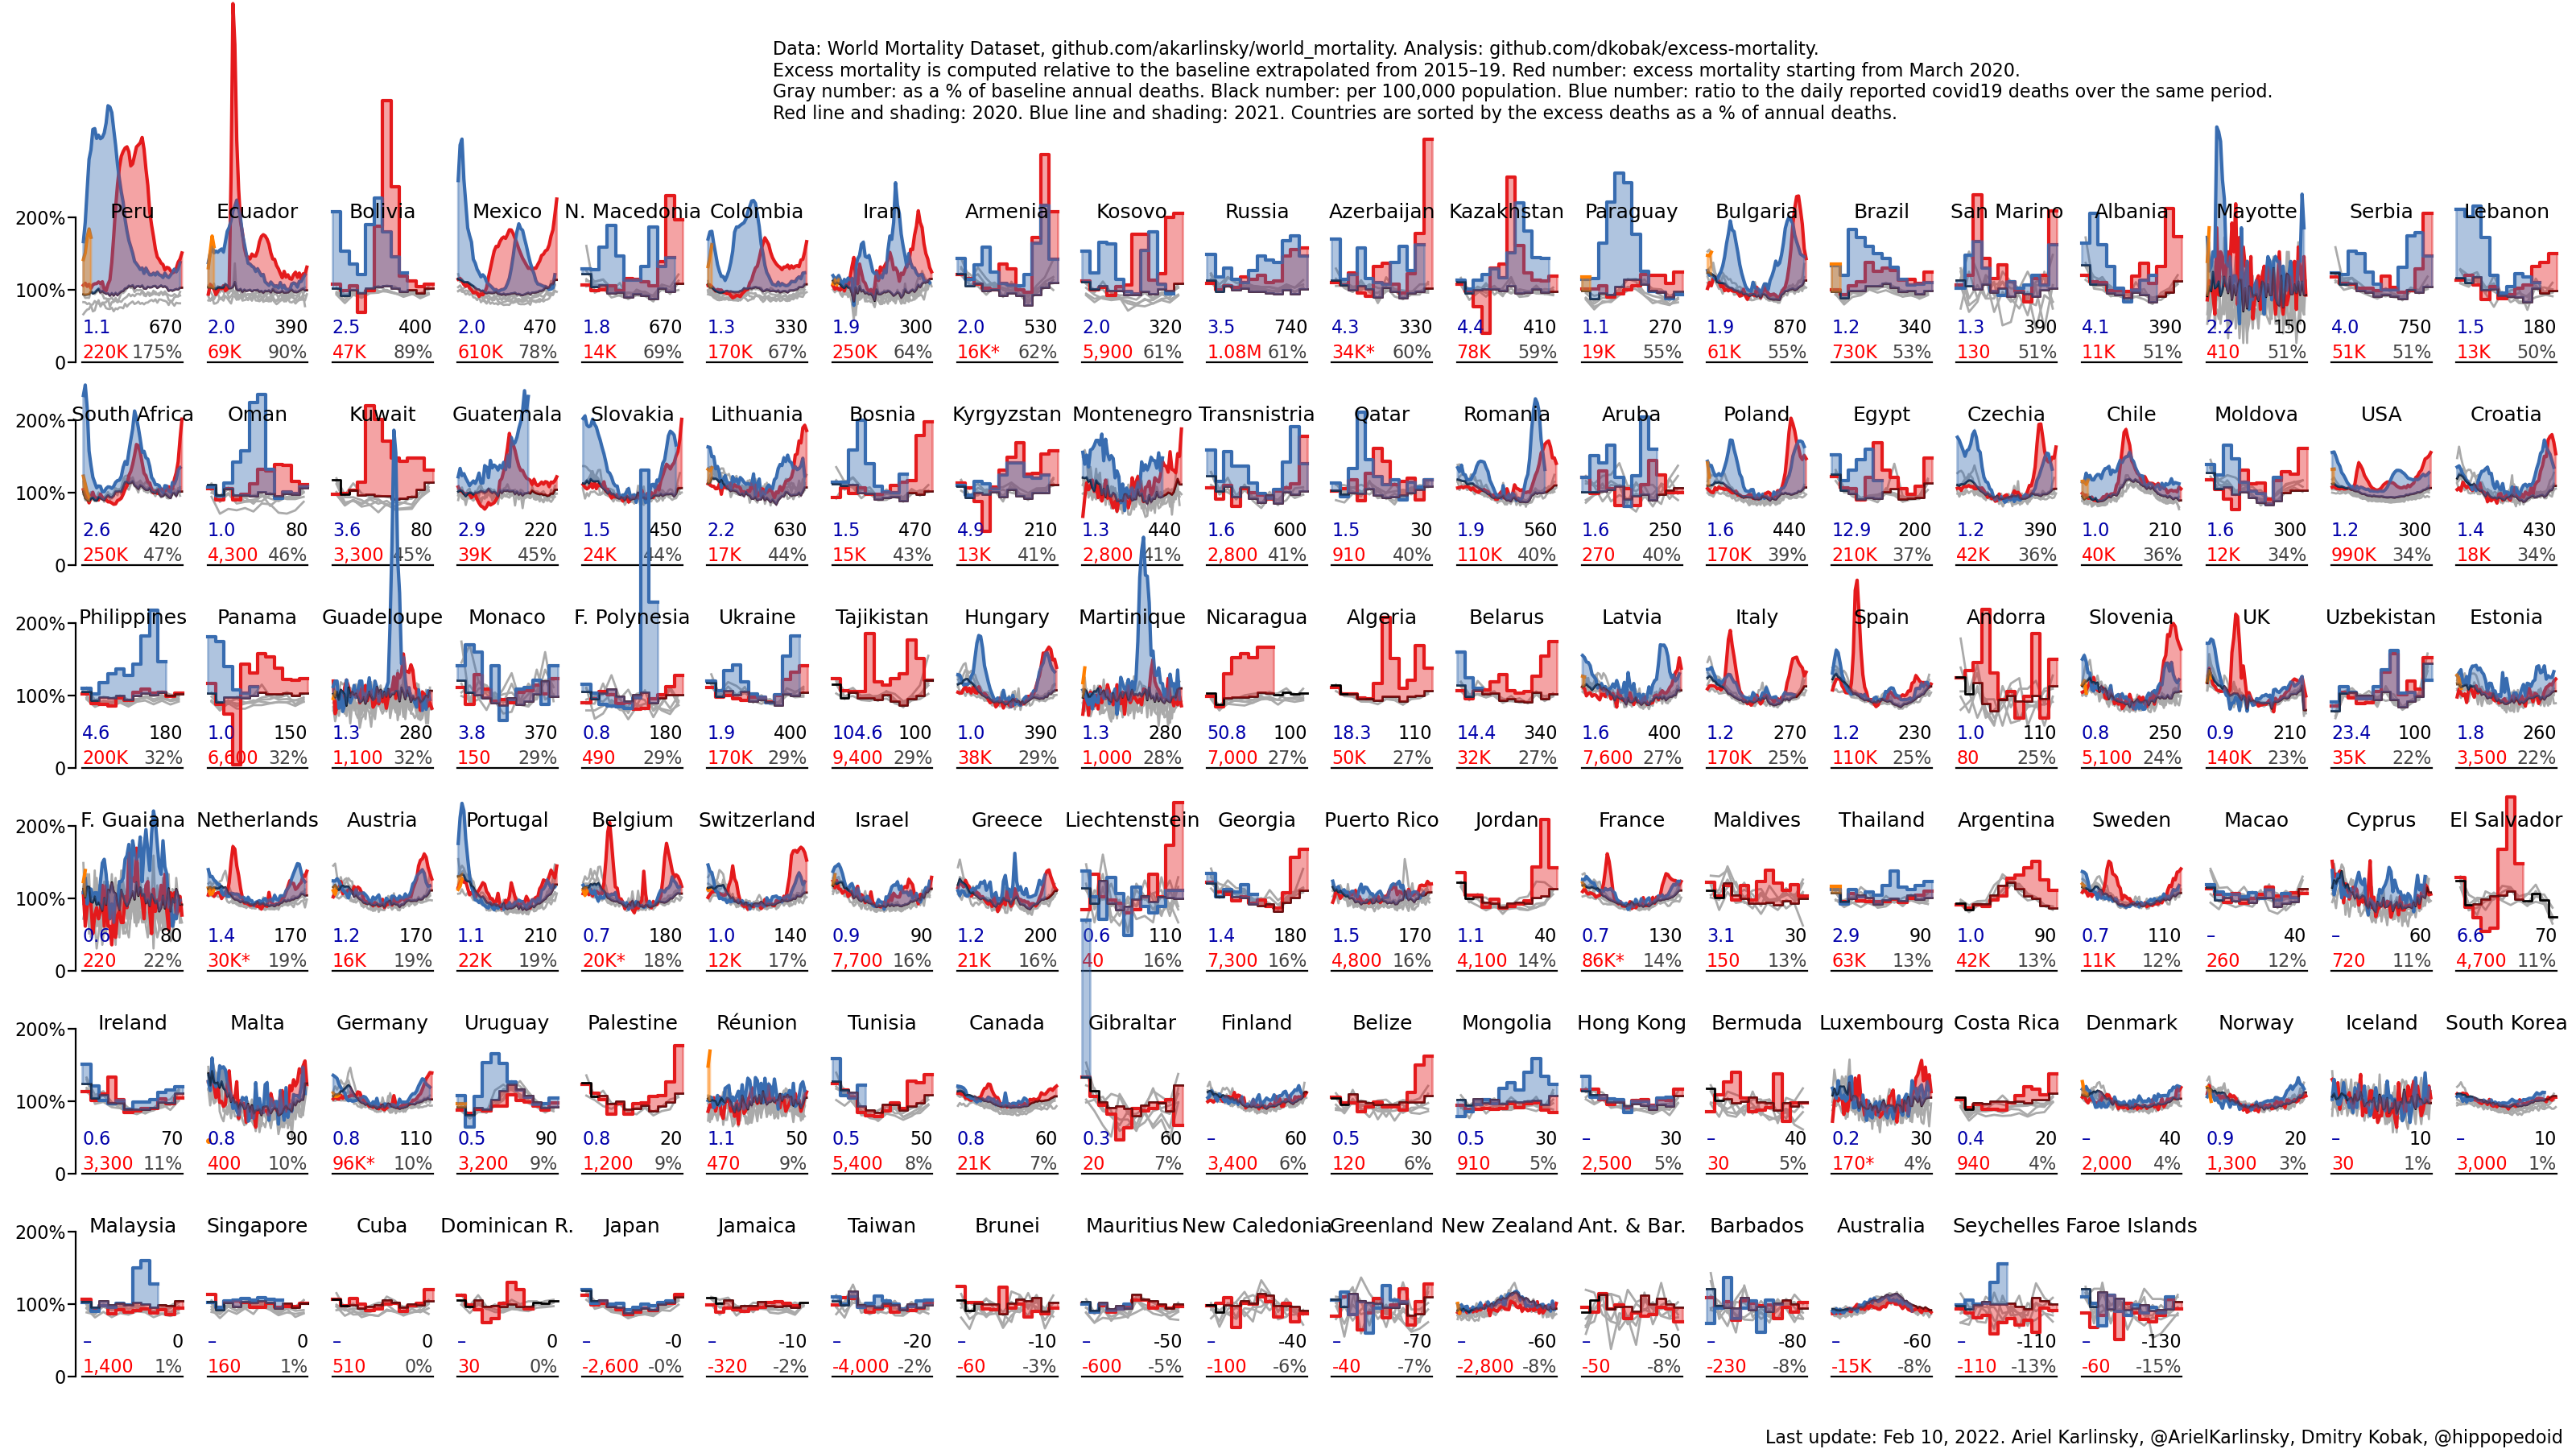 Data: World Mortality Dataset, github.com/akarlinsky/world_mortality. Analysis: github.com/dkobak/excess-mortality.
Excess mortality is computed relative to the baseline extrapolated from 2015–19. Red number: excess mortality starting from March 2020.
Gray number: as a % of baseline annual deaths. Black number: per 100,000 population. Blue number: ratio to the daily reported covid19 deaths over the same period.
Red line and shading: 2020. Blue line and shading: 2021. Countries are sorted by the excess deaths as a % of annual deaths.
200% Peru Ecuador Bolivia Mexico N. Macedonia Colombia Iran Armenia Kosovo Russia Azerbaijan Kazakhstan Paraguay Bulgaria Brazil San Marino Albania Mayotte Serbia Lebanon
100%
1.1 670 2.0 390 2.5 400 2.0 470 1.8 670 1.3 330 1.9 300 2.0 530 2.0 320 3.5 740 4.3 330 4.4 410 1.1 270 1.9 870 1.2 340 1.3 390 4.1 390 2.2 150 4.0 750 1.5 180
220K 175% 69K 90% 47K 89% 610K 78% 14K 69% 170K 67% 250K 64% 16K* 62% 5,900 61% 1.08M 61% 34K* 60% 78K 59% 19K 55% 61K 55% 730K 53% 130 51% 11K 51% 410 51% 51K 51% 13K 50%
0
200% South Africa Oman Kuwait Guatemala Slovakia Lithuania Bosnia Kyrgyzstan Montenegro Transnistria Qatar Romania Aruba Poland Egypt Czechia Chile Moldova USA Croatia
100%
2.6 420 1.0 80 3.6 80 2.9 220 1.5 450 2.2 630 1.5 470 4.9 210 1.3 440 1.6 600 1.5 30 1.9 560 1.6 250 1.6 440 12.9 200 1.2 390 1.0 210 1.6 300 1.2 300 1.4 430
250K 47% 4,300 46% 3,300 45% 39K 45% 24K 44% 17K 44% 15K 43% 13K 41% 2,800 41% 2,800 41% 910 40% 110K 40% 270 40% 170K 39% 210K 37% 42K 36% 40K 36% 12K 34% 990K 34% 18K 34%
0
200% Philippines Panama Guadeloupe Monaco F. Polynesia Ukraine Tajikistan Hungary Martinique Nicaragua Algeria Belarus Latvia Italy Spain Andorra Slovenia UK Uzbekistan Estonia
100%
4.6 180 1.0 150 1.3 280 3.8 370 0.8 180 1.9 400 104.6 100 1.0 390 1.3 280 50.8 100 18.3 110 14.4 340 1.6 400 1.2 270 1.2 230 1.0 110 0.8 250 0.9 210 23.4 100 1.8 260
200K 32% 6,600 32% 1,100 32% 150 29% 490 29% 170K 29% 9,400 29% 38K 29% 1,000 28% 7,000 27% 50K 27% 32K 27% 7,600 27% 170K 25% 110K 25% 80 25% 5,100 24% 140K 23% 35K 22% 3,500 22%
0
200% F. Guaiana Netherlands Austria Portugal Belgium Switzerland Israel Greece Liechtenstein Georgia Puerto Rico Jordan France Maldives Thailand Argentina Sweden Macao Cyprus El Salvador
100%
0.6 80 1.4 170 1.2 170 1.1 210 0.7 180 1.0 140 0.9 90 1.2 200 0.6 110 1.4 180 1.5 170 1.1 40 0.7 130 3.1 30 2.9 90 1.0 90 0.7 110 – 40 – 60 6.6 70
220 22% 30K* 19% 16K 19% 22K 19% 20K* 18% 12K 17% 7,700 16% 21K 16% 40 16% 7,300 16% 4,800 16% 4,100 14% 86K* 14% 150 13% 63K 13% 42K 13% 11K 12% 260 12% 720 11% 4,700 11%
0
200% Ireland Malta Germany Uruguay Palestine Réunion Tunisia Canada Gibraltar Finland Belize Mongolia Hong Kong Bermuda Luxembourg Costa Rica Denmark Norway Iceland South Korea
100%
0.6 70 0.8 90 0.8 110 0.5 90 0.8 20 1.1 50 0.5 50 0.8 60 0.3 60 – 60 0.5 30 0.5 30 – 30 – 40 0.2 30 0.4 20 – 40 0.9 20 – 10 – 10
3,300 11% 400 10% 96K* 10% 3,200 9% 1,200 9% 470 9% 5,400 8% 21K 7% 20 7% 3,400 6% 120 6% 910 5% 2,500 5% 30 5% 170* 4% 940 4% 2,000 4% 1,300 3% 30 1% 3,000 1%
0
200% Malaysia Singapore Cuba Dominican R. Japan Jamaica Taiwan Brunei Mauritius New Caledonia Greenland New Zealand Ant. & Bar. Barbados Australia Seychelles Faroe Islands
100%
– 0 – 0 – 0 – 0 – -0 – -10 – -20 – -10 – -50 – -40 – -70 – -60 – -50 – -80 – -60 – -110 – -130
1,400 1% 160 1% 510 0% 30 0% -2,600 -0% -320 -2% -4,000 -2% -60 -3% -600 -5% -100 -6% -40 -7% -2,800 -8% -50 -8% -230 -8% -15K -8% -110 -13% -60 -15%
0
Last update: Feb 10, 2022. Ariel Karlinsky, @ArielKarlinsky, Dmitry Kobak, @hippopedoid